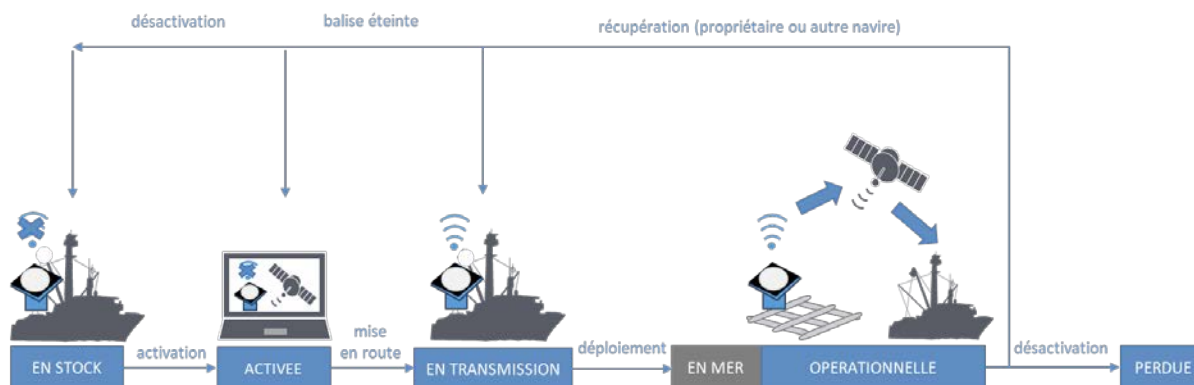 désactivation
balise éteinte
récupération (propriétaire ou autre navire)
EN STOCK
activation
ACTIVEE
mise
en route
EN TRANSMISSION
déploiement
EN MER
OPERATIONNELLE
désactivation
PERDUE